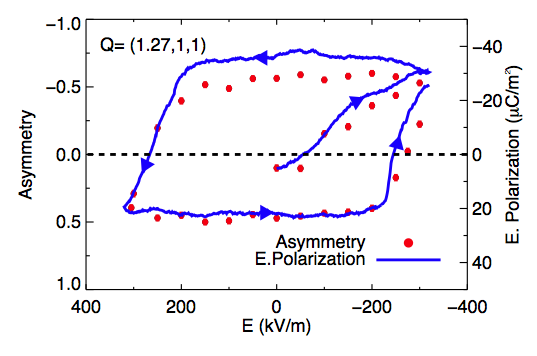 Q= (1.27,1,1)
−1.0
−0.5
0.0
0.5
1.0
Asymmetry
−40
−20
0
20
40
E. Polarization (μC/m²)
Asymmetry
E.Polarization
400 200 0 −200 −400
E (kV/m)